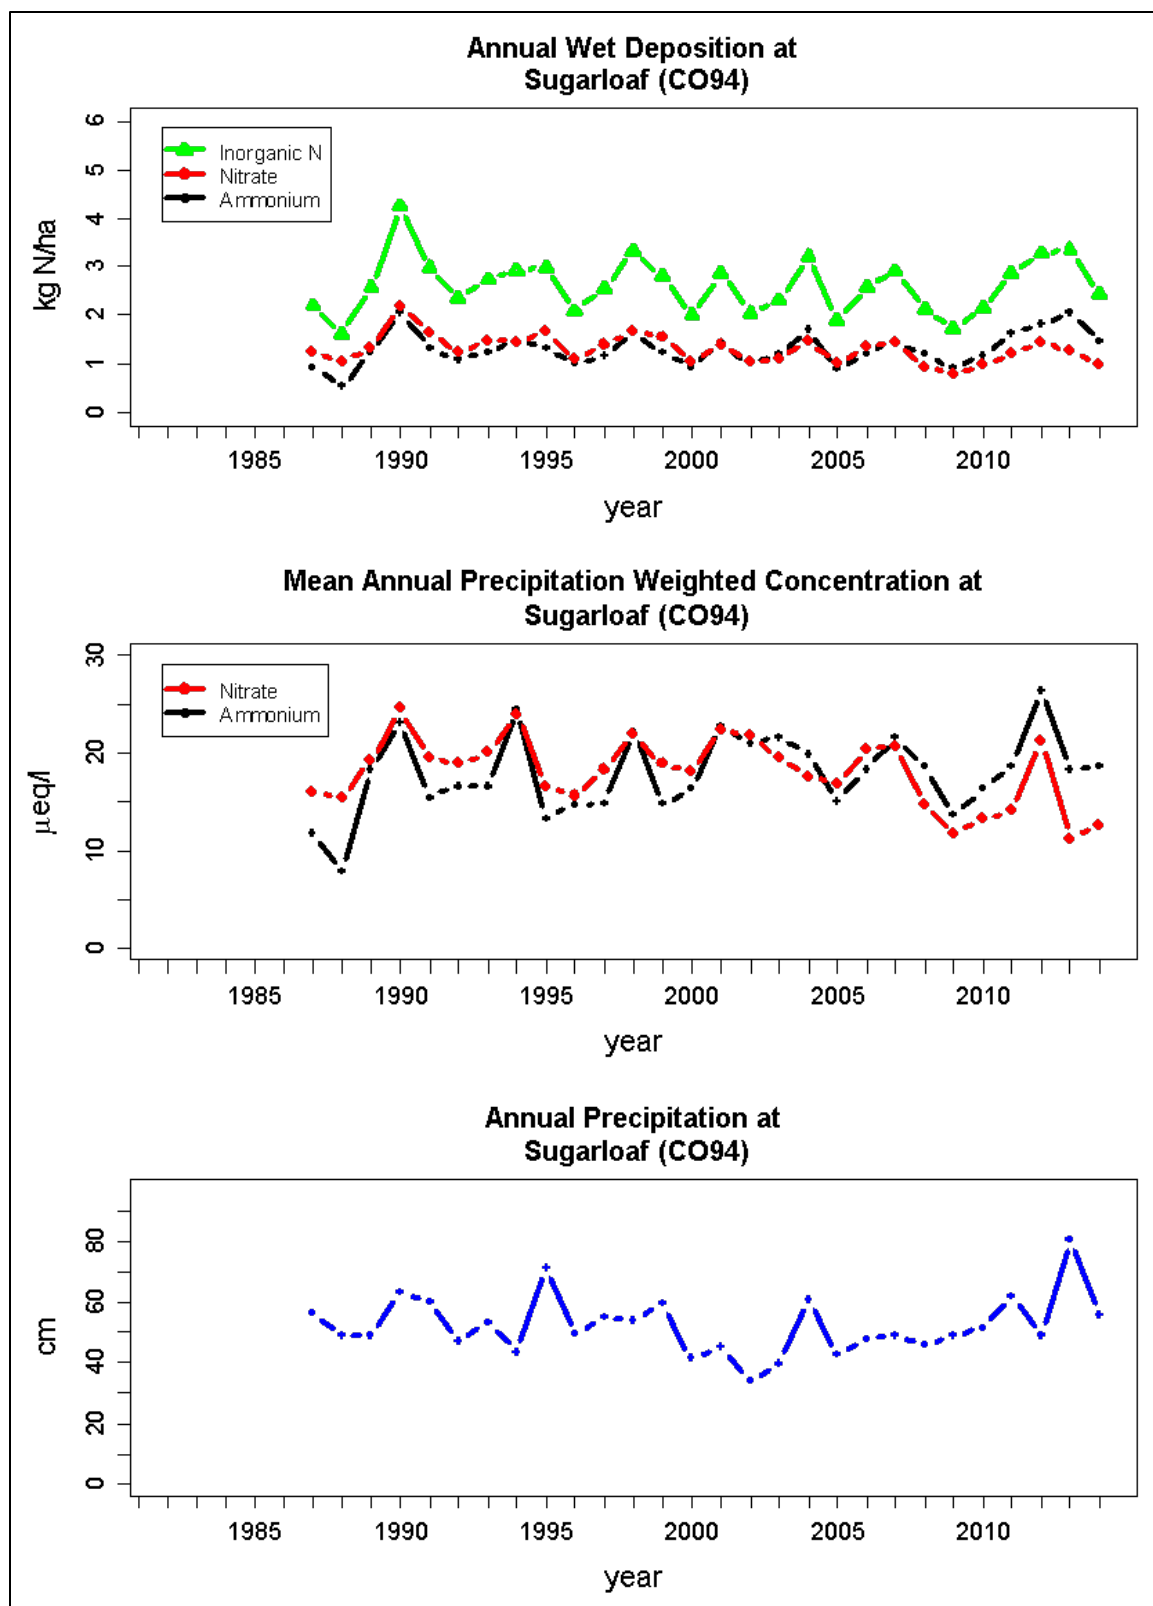 Annual Wet Deposition at
Sugarloaf (CO94)
Inorganic N
Nitrate
Ammonium
kg N/ha
6
5
4
3
2
1
0
1985 1990 1995 2000 2005 2010
year
Mean Annual Precipitation Weighted Concentration at
Sugarloaf (CO94)
Nitrate
Ammonium
µeq/l
30
20
10
0
1985 1990 1995 2000 2005 2010
year
Annual Precipitation at
Sugarloaf (CO94)
cm
80
60
40
20
0
1985 1990 1995 2000 2005 2010
year